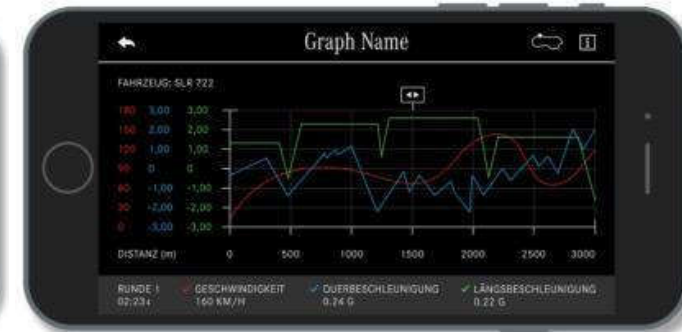 Graph Name
FAHRZEUG: SLR 722
180 3,00 3,00
150 2,00 2,00
120 1,00 1,00
90 0 0
60 -1,00 -1,00
30 -2,00 -2,00
0 -3,00 -3,00
DISTANZ (m) 0 500 1000 1500 2000 2500 3000
RUNDE 1 GESCHWINDIGKEIT QUERBESCHLEUNIGUNG LÄNGSBESCHLEUNIGUNG
160 KM/H 0.24 G 0.22 G